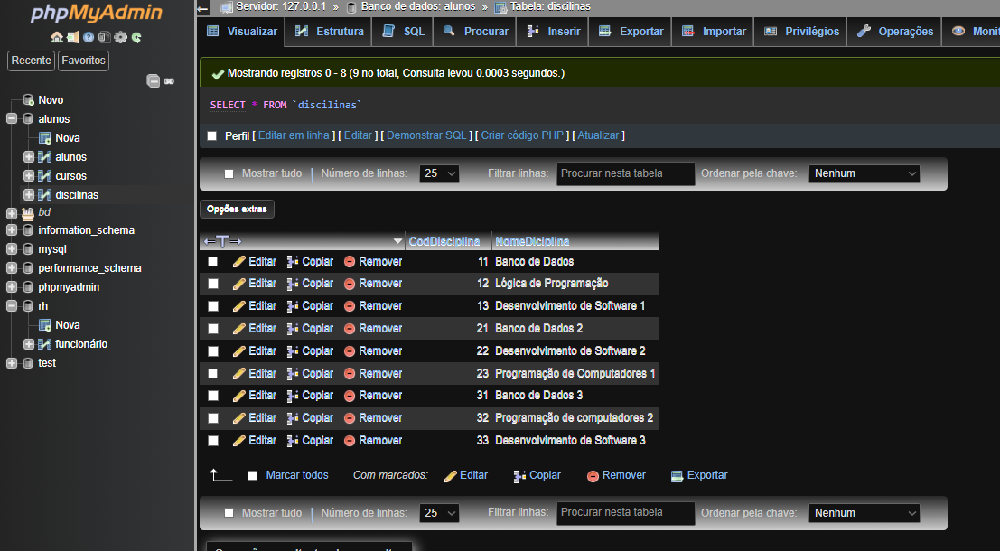 phpMyAdmin
Recente Favoritos
Novo
alunos
Nova
alunos
cursos
discilinas
bd
information_schema
mysql
performance_schema
phpmyadmin
rh
Nova
funcionário
test
Servidor: 127.0.0.1 » Banco de dados: alunos » Tabela: discilinas
Visualizar Estrutura SQL Procurar Inserir Exportar Importar Privilégios Operações Monit
Mostrando registros 0 - 8 (9 no total, Consulta levou 0.0003 segundos.)
SELECT * FROM `discilinas`
Perfil [ Editar em linha ] [ Editar ] [ Demonstrar SQL ] [ Criar código PHP ] [ Atualizar ]
Mostrar tudo Número de linhas: 25 Filtrar linhas: Procurar nesta tabela Ordenar pela chave: Nenhum
Opções extras
←T→ CodDisciplina NomeDiciplina
Editar Copiar Remover 11 Banco de Dados
Editar Copiar Remover 12 Lógica de Programação
Editar Copiar Remover 13 Desenvolvimento de Software 1
Editar Copiar Remover 21 Banco de Dados 2
Editar Copiar Remover 22 Desenvolvimento de Software 2
Editar Copiar Remover 23 Programação de Computadores 1
Editar Copiar Remover 31 Banco de Dados 3
Editar Copiar Remover 32 Programação de computadores 2
Editar Copiar Remover 33 Desenvolvimento de Software 3
Marcar todos Com marcados: Editar Copiar Remover Exportar
Mostrar tudo Número de linhas: 25 Filtrar linhas: Procurar nesta tabela Ordenar pela chave: Nenhum